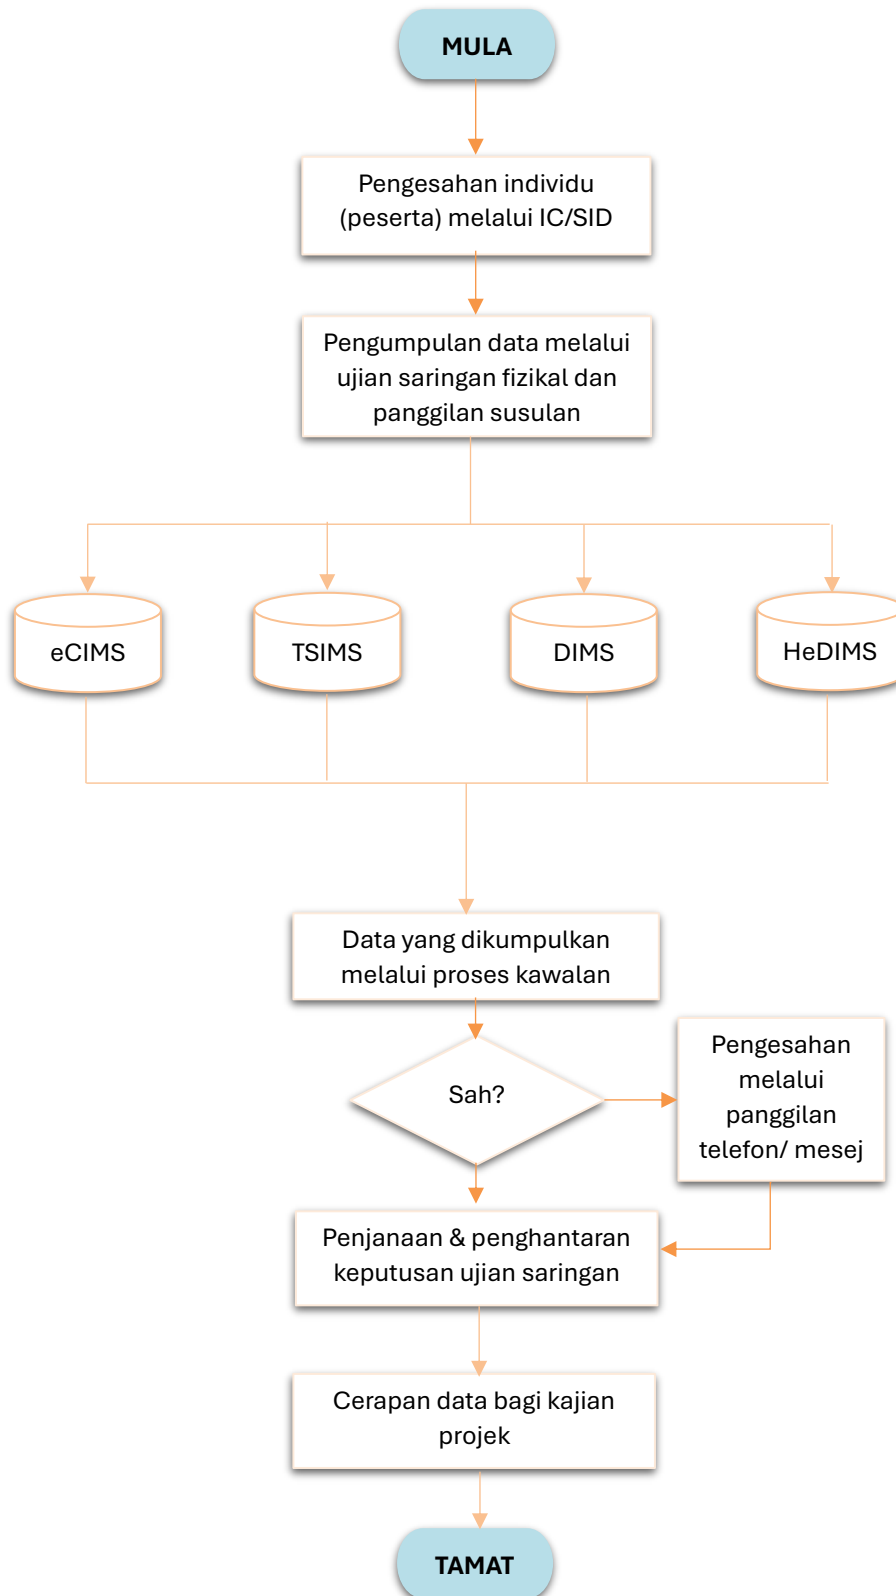 MULA
Pengesahan individu
(peserta) melalui IC/SID
Pengumpulan data melalui
ujian saringan fizikal dan
panggilan susulan
eCIMS
TSIMS
DIMS
HeDIMS
Data yang dikumpulkan
melalui proses kawalan
Sah?
Pengesahan
melalui
panggilan
telefon/ mesej
Penjanaan & penghantaran
keputusan ujian saringan
Cerapan data bagi kajian
projek
TAMAT